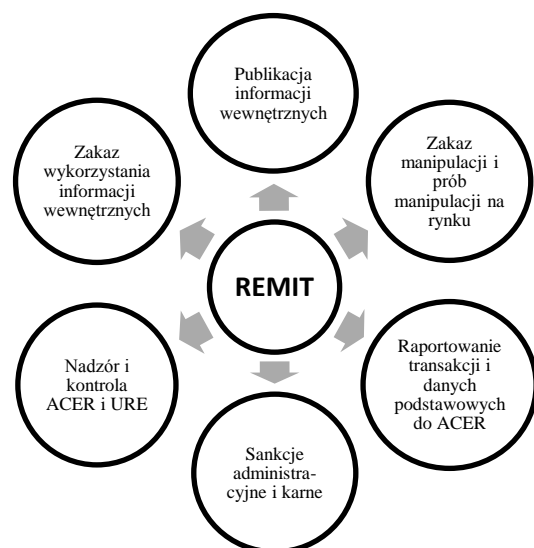 Publikacja
informacji
wewnętrznych
Zakaz
manipulacji i
prób
manipulacji na
rynku
Raportowanie
transakcji i
danych
podstawowych
do ACER
Sankcje
administra-
cyjne i karne
Nadzór i
kontrola
ACER i URE
Zakaz
wykorzystania
informacji
wewnętrznych
REMIT